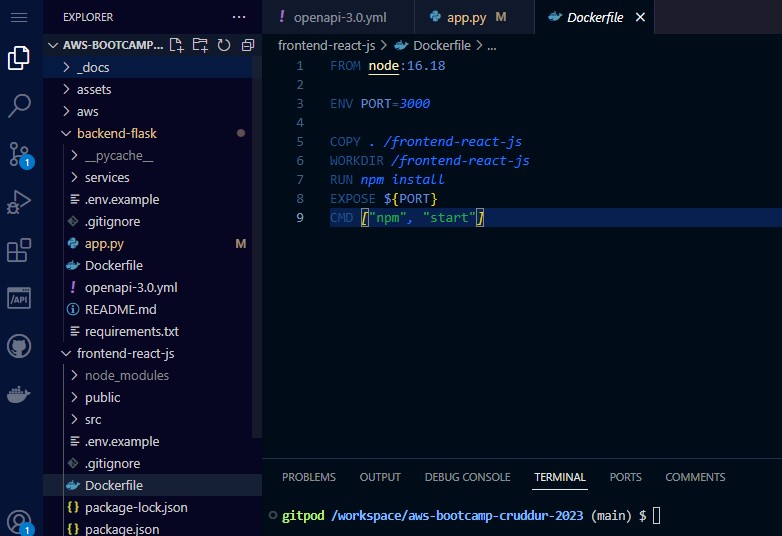 EXPLORER
AWS-BOOTCAMP...
_docs
assets
aws
backend-flask
__pycache__
services
.env.example
.gitignore
app.py M
Dockerfile
openapi-3.0.yml
README.md
requirements.txt
frontend-react-js
node_modules
public
src
.env.example
.gitignore
Dockerfile
package-lock.json
package.json
1
/API
1
openapi-3.0.yml app.py M Dockerfile
frontend-react-js > Dockerfile > ...
1 FROM node:16.18
2
3 ENV PORT=3000
4
5 COPY . /frontend-react-js
6 WORKDIR /frontend-react-js
7 RUN npm install
8 EXPOSE ${PORT}
9 CMD ["npm", "start"]
PROBLEMS OUTPUT DEBUG CONSOLE TERMINAL PORTS COMMENTS
gitpod /workspace/aws-bootcamp-cruddur-2023 (main) $